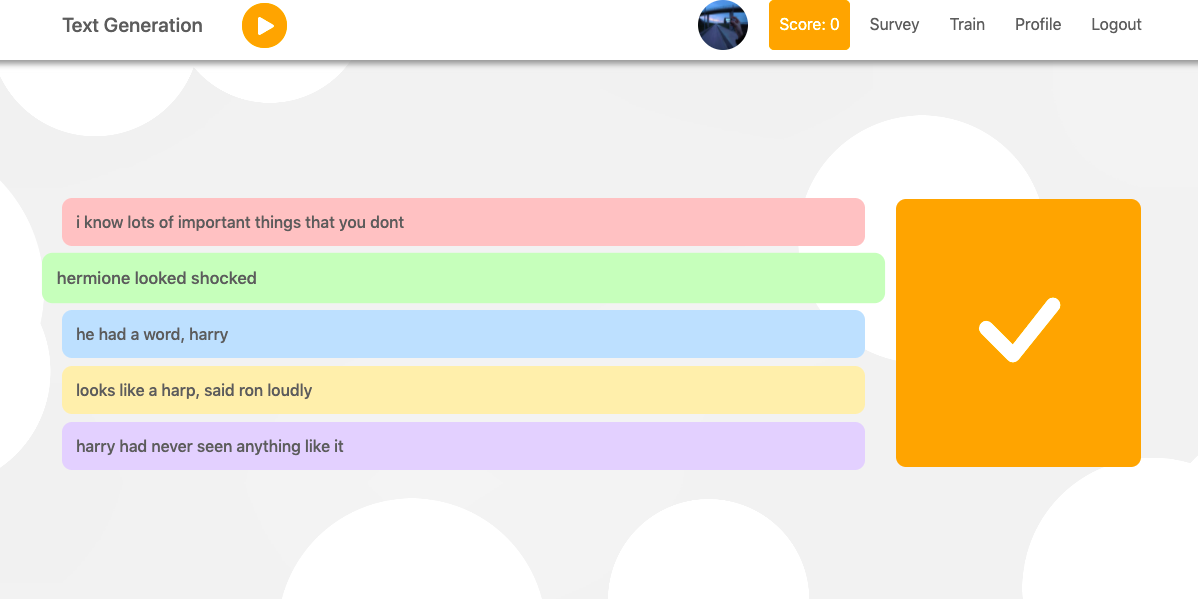 Text Generation
Score: 0
Survey
Train
Profile
Logout
i know lots of important things that you dont
hermione looked shocked
he had a word, harry
looks like a harp, said ron loudly
harry had never seen anything like it